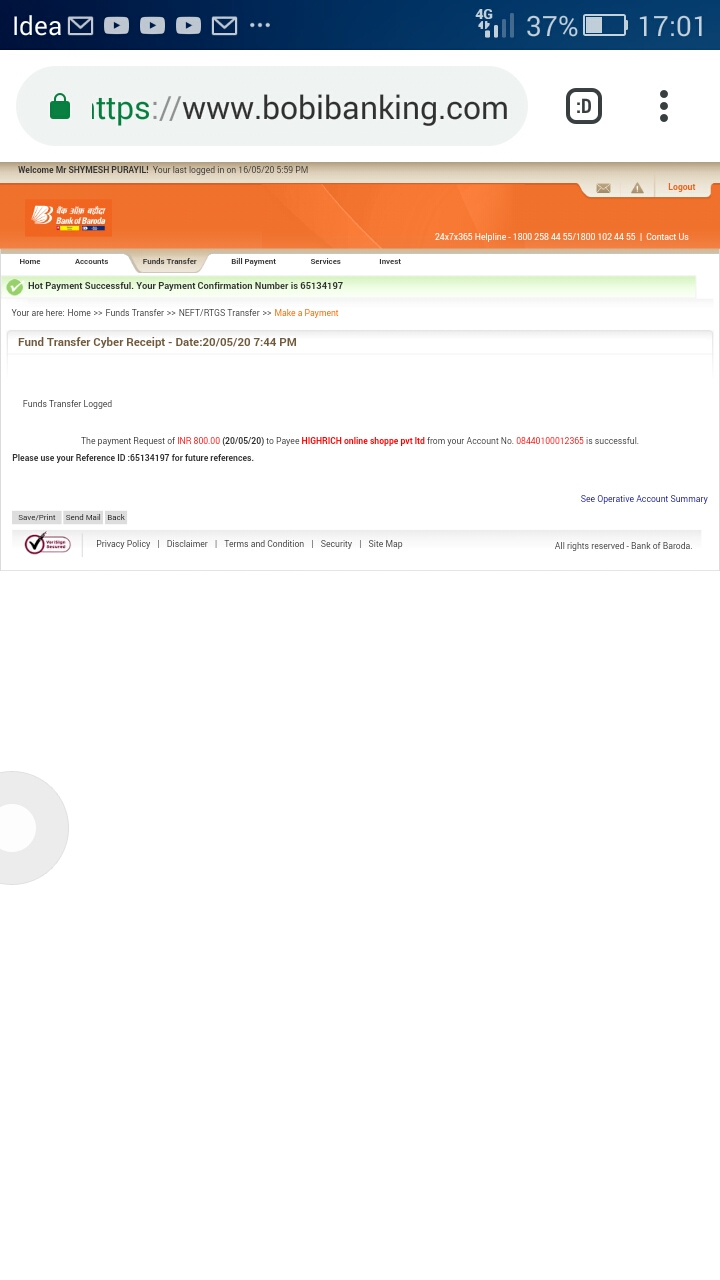 Idea 4G 37% 17:01
ttps://www.bobibanking.com :D
Welcome Mr SHYMESH PURAYIL! Your last logged in on 16/05/20 5:59 PM
Logout
बैंक ऑफ़ बड़ौदा
Bank of Baroda
24x7x365 Helpline - 1800 258 44 55/1800 102 44 55 | Contact Us
Home Accounts Funds Transfer Bill Payment Services Invest
Hot Payment Successful. Your Payment Confirmation Number is 65134197
You are here: Home >> Funds Transfer >> NEFT/RTGS Transfer >> Make a Payment
Fund Transfer Cyber Receipt - Date:20/05/20 7:44 PM
Funds Transfer Logged
The payment Request of INR 800.00 (20/05/20) to Payee HIGHRICH online shoppe pvt ltd from your Account No. 08440100012365 is successful.
Please use your Reference ID :65134197 for future references.
See Operative Account Summary
Save/Print Send Mail Back
VeriSign Secured Privacy Policy | Disclaimer | Terms and Condition | Security | Site Map All rights reserved - Bank of Baroda.